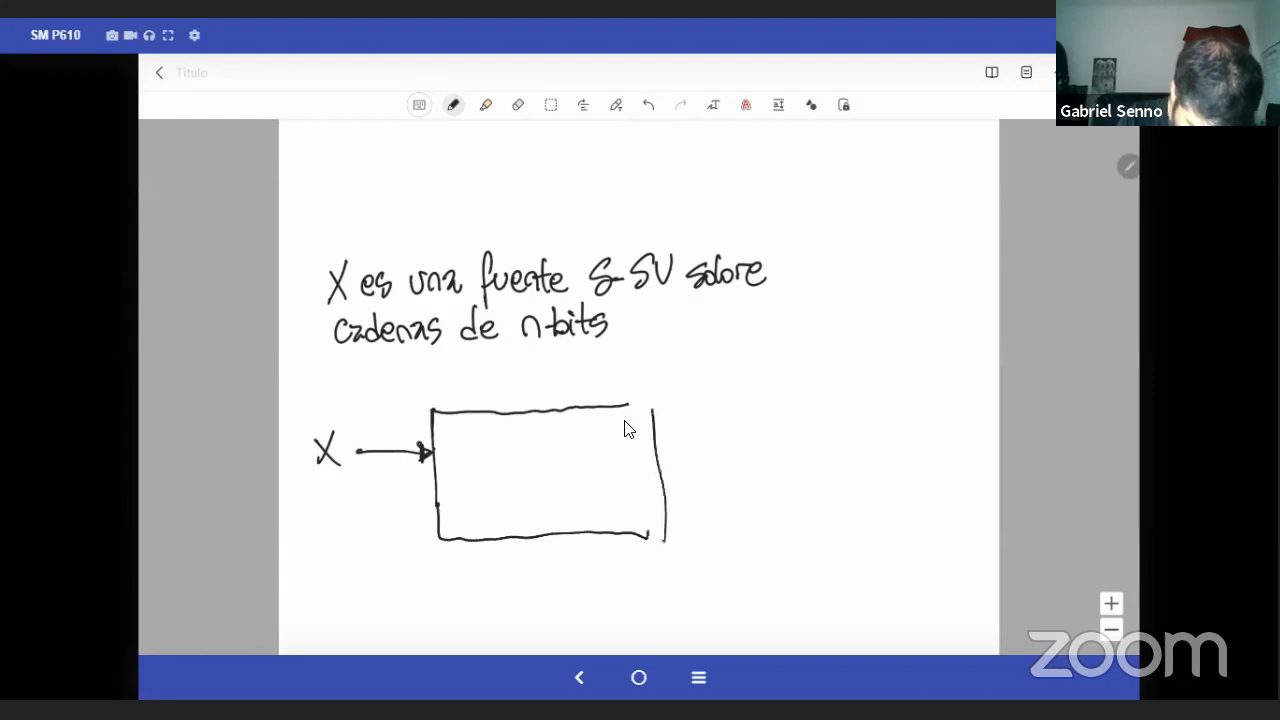 SM P610
Título
Gabriel Senno
X es una fuente δ-SV sobre
cadenas de n-bits
X
zoom